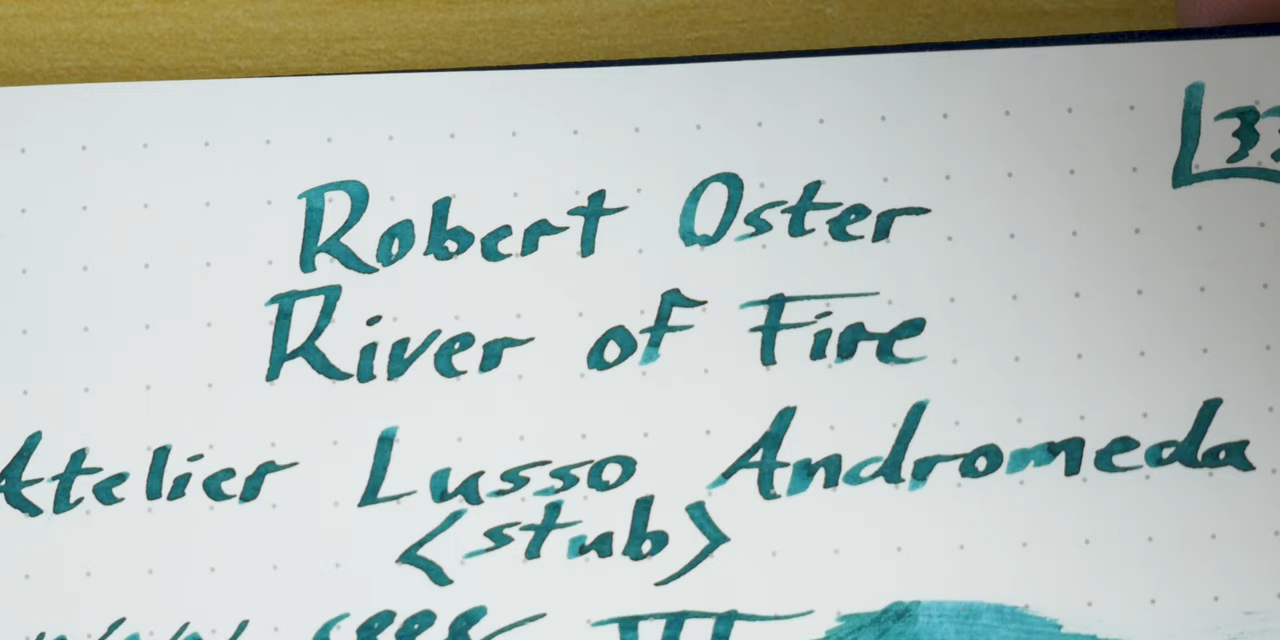 Robert Oster
River of Fire
Atelier Lusso Andromeda
<stub>